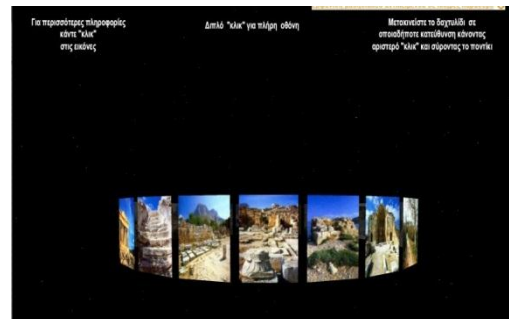 Για περισσότερες πληροφορίες
κάντε "κλικ"
στις εικόνες
Διπλό "κλικ" για πλήρη οθόνη
Μετακινείστε το δαχτυλίδι σε
οποιαδήποτε κατεύθυνση κάνοντας
αριστερό "κλικ" και σύροντας το ποντίκι